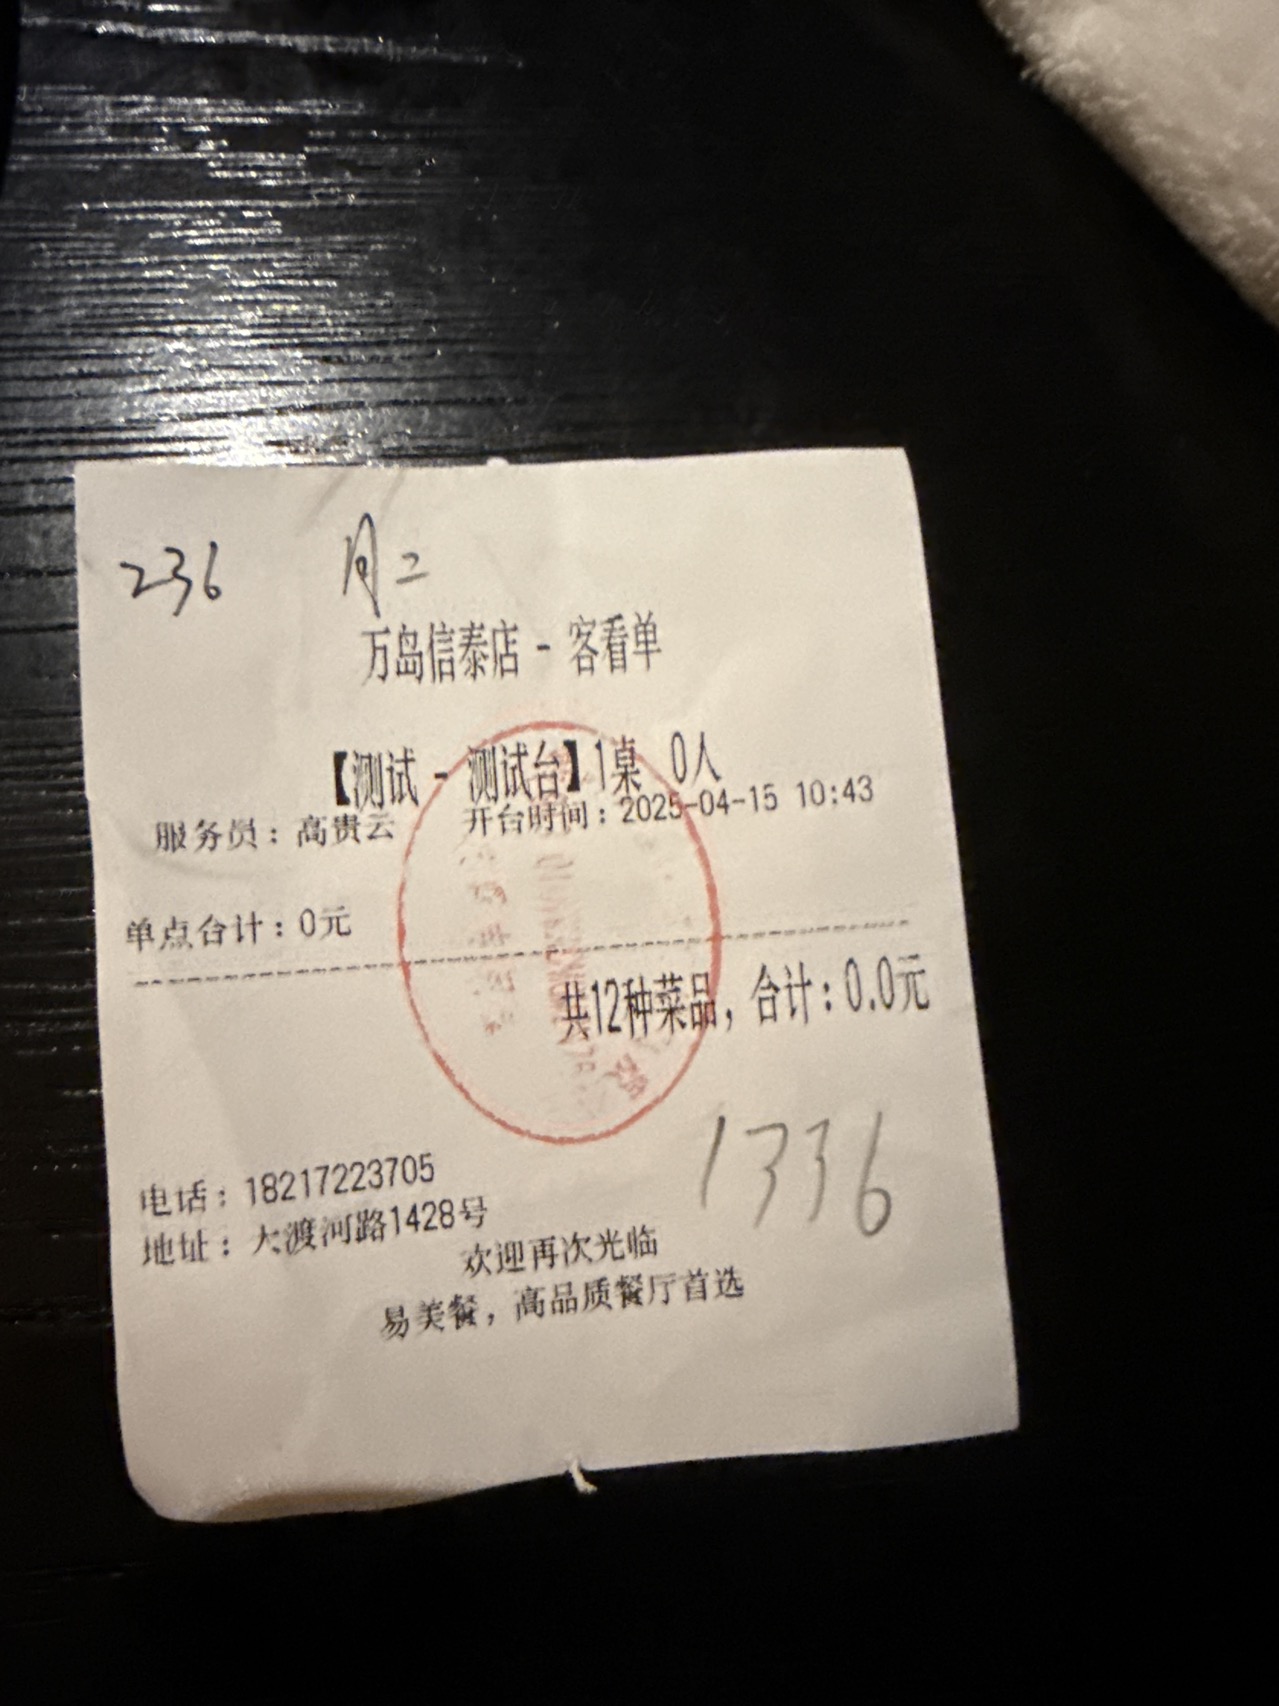 236 月二
万岛信泰店 - 客看单
【测试 - 测试台】1桌 0人
服务员：高贵云 开台时间：2025-04-15 10:43
单点合计：0元
共12种菜品，合计：0.0元
1336
电话：18217223705
地址：大渡河路1428号
欢迎再次光临
易美餐，高品质餐厅首选